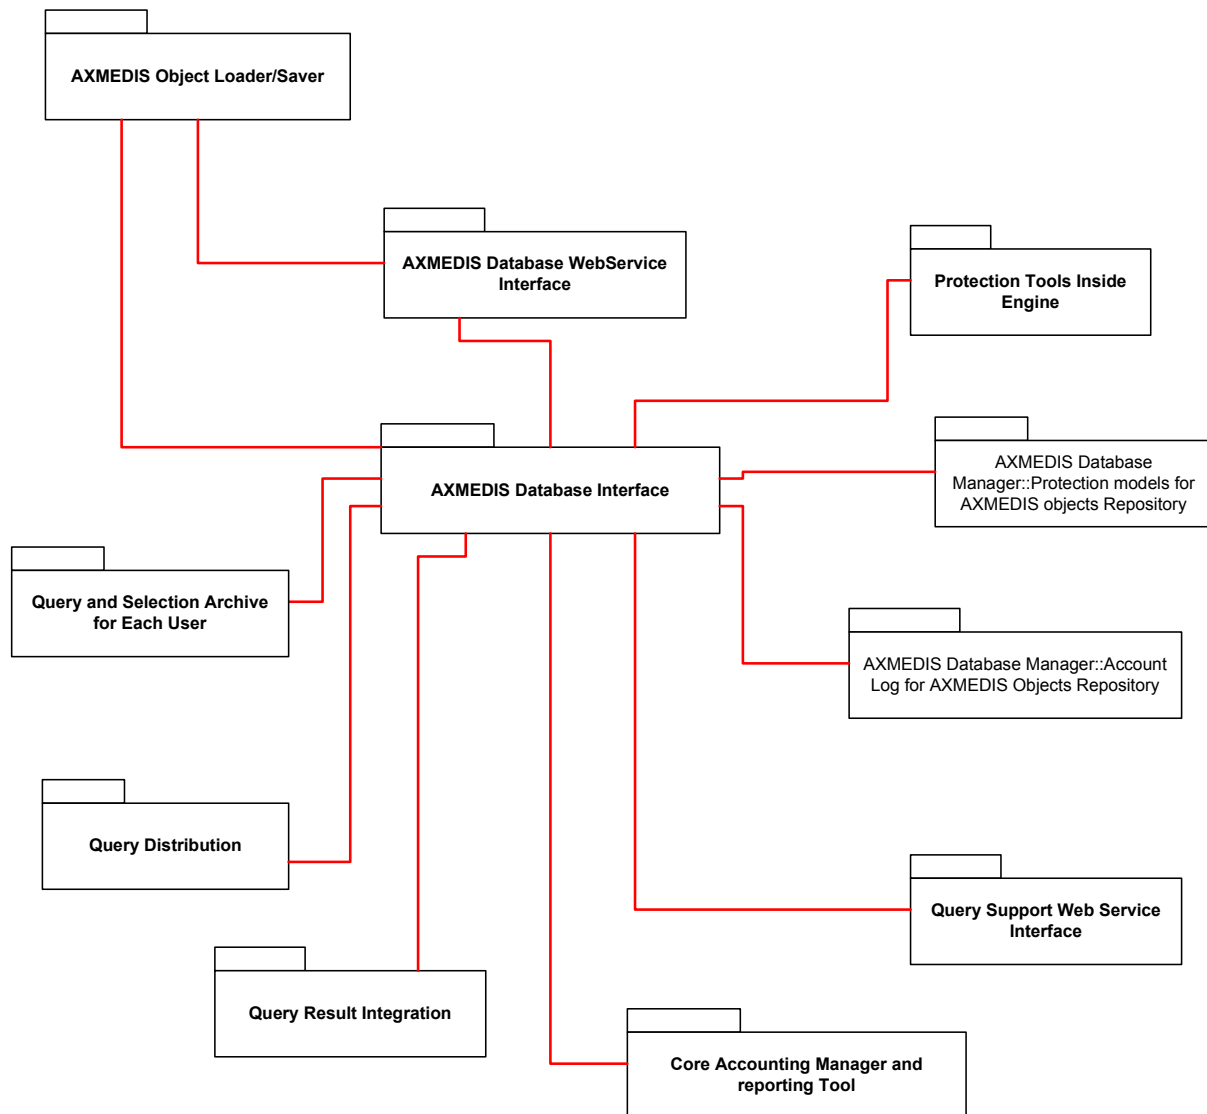 AXMEDIS Object Loader/Saver
AXMEDIS Database WebService
Interface
Protection Tools Inside
Engine
AXMEDIS Database Interface
AXMEDIS Database
Manager::Protection models for
AXMEDIS objects Repository
Query and Selection Archive
for Each User
AXMEDIS Database Manager::Account
Log for AXMEDIS Objects Repository
Query Distribution
Query Support Web Service
Interface
Query Result Integration
Core Accounting Manager and
reporting Tool